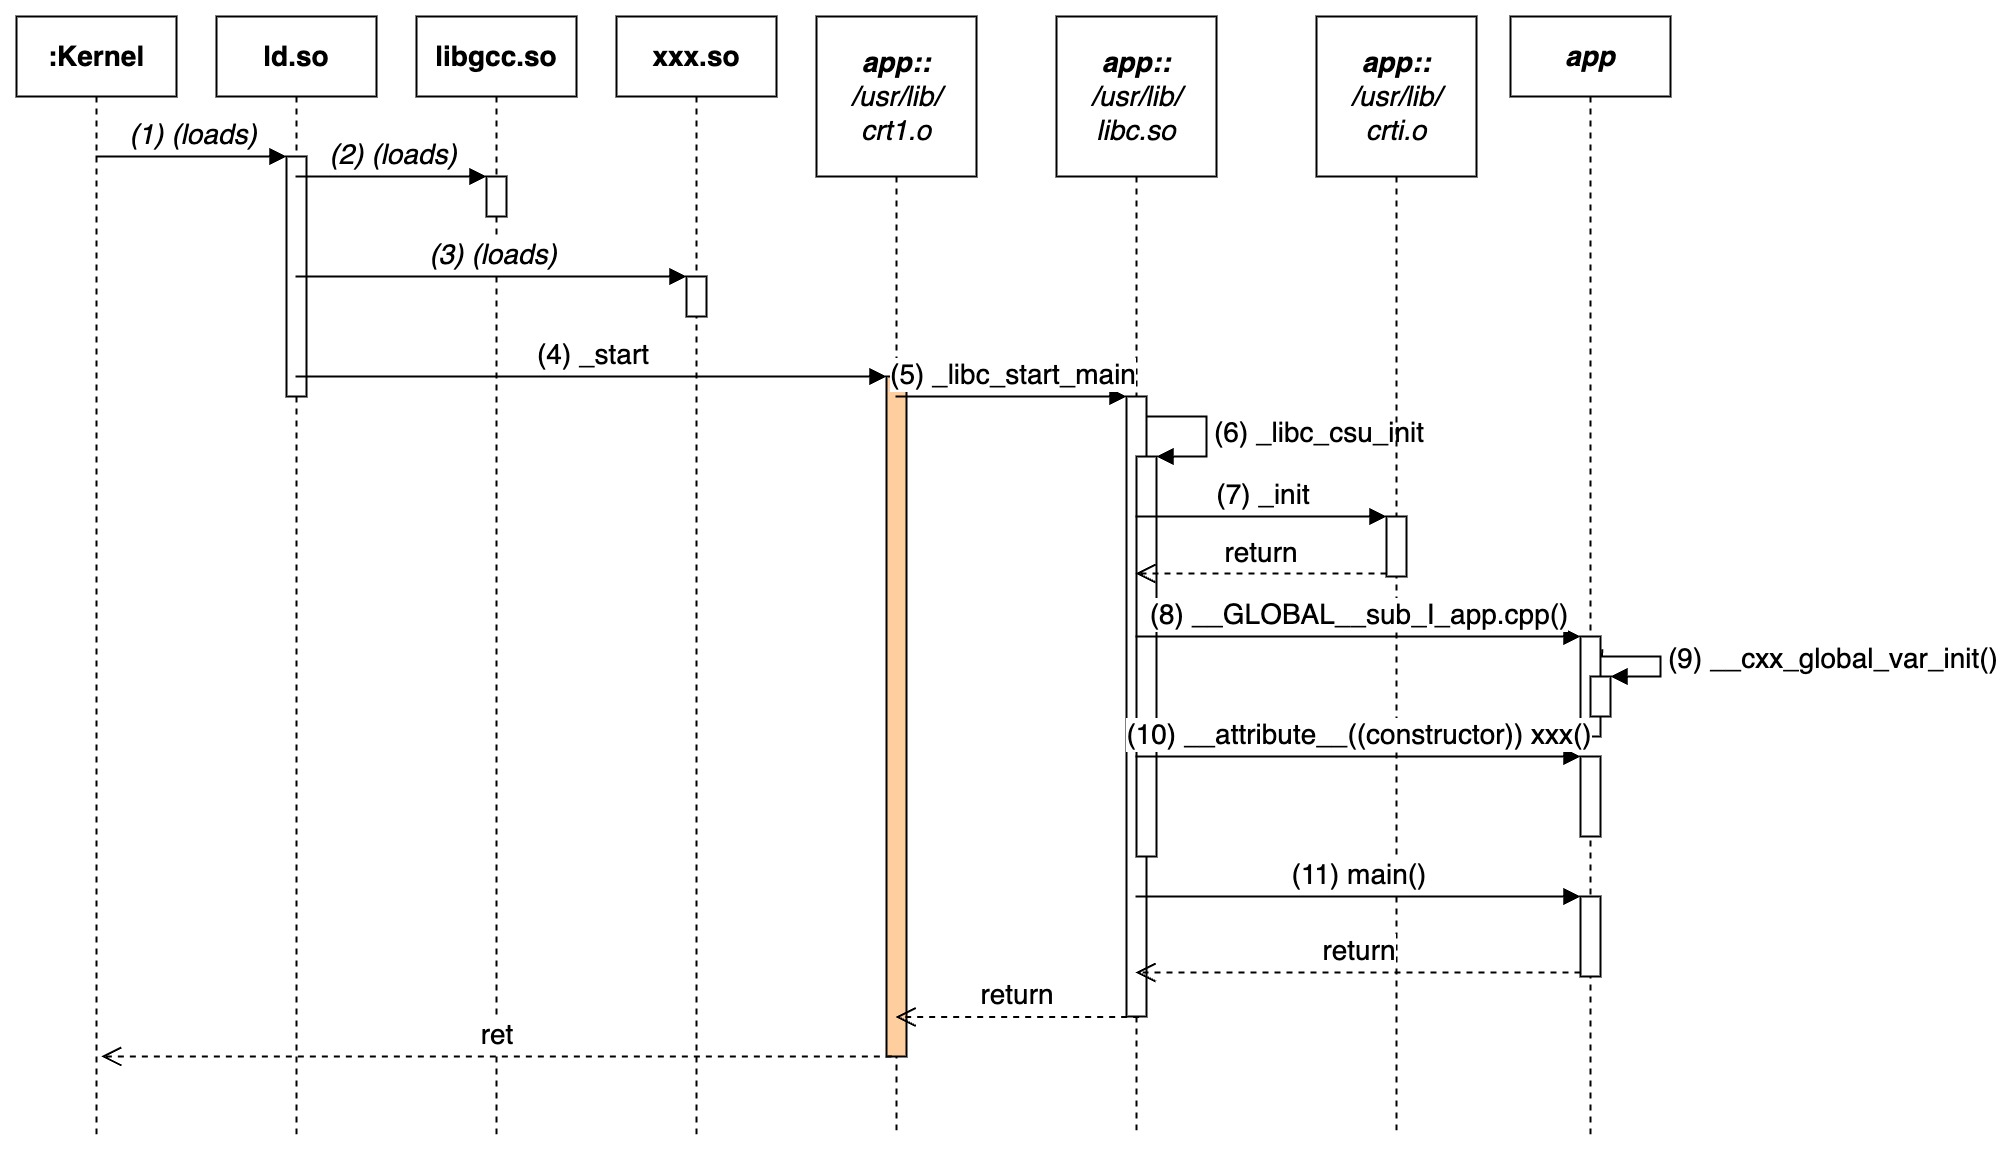 :Kernel
ld.so
libgcc.so
xxx.so
app::
/usr/lib/
crt1.o
app::
/usr/lib/
libc.so
app::
/usr/lib/
crti.o
app
(1) (loads)
(2) (loads)
(3) (loads)
(4) _start
(5) _libc_start_main
(6) _libc_csu_init
(7) _init
return
(8) __GLOBAL__sub_I_app.cpp()
(9) __cxx_global_var_init()
(10) __attribute__((constructor)) xxx()
(11) main()
return
return
ret